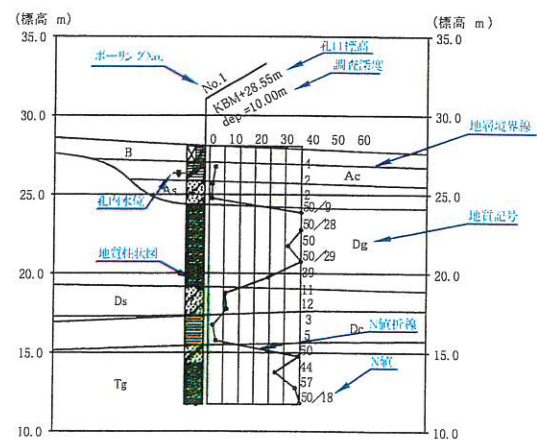 (標高 m)
(標高 m)
35.0
35.0
ボーリングNo.
孔口標高
No.1
KBM+28.55m
調査深度
dep.=10.00m
30.0
30.0
0 10 20 30 40 50 60
地層境界線
B
4
Ac
2
As
25.0
2
25.0
孔内水位
50/9
50/28
地質記号
50
Dg
地質柱状図
50/29
20.0
39
20.0
11
Ds
12
3
Dc
N値折線
5
15.0
50
15.0
44
N値
Tg
57
50/18
10.0
10.0